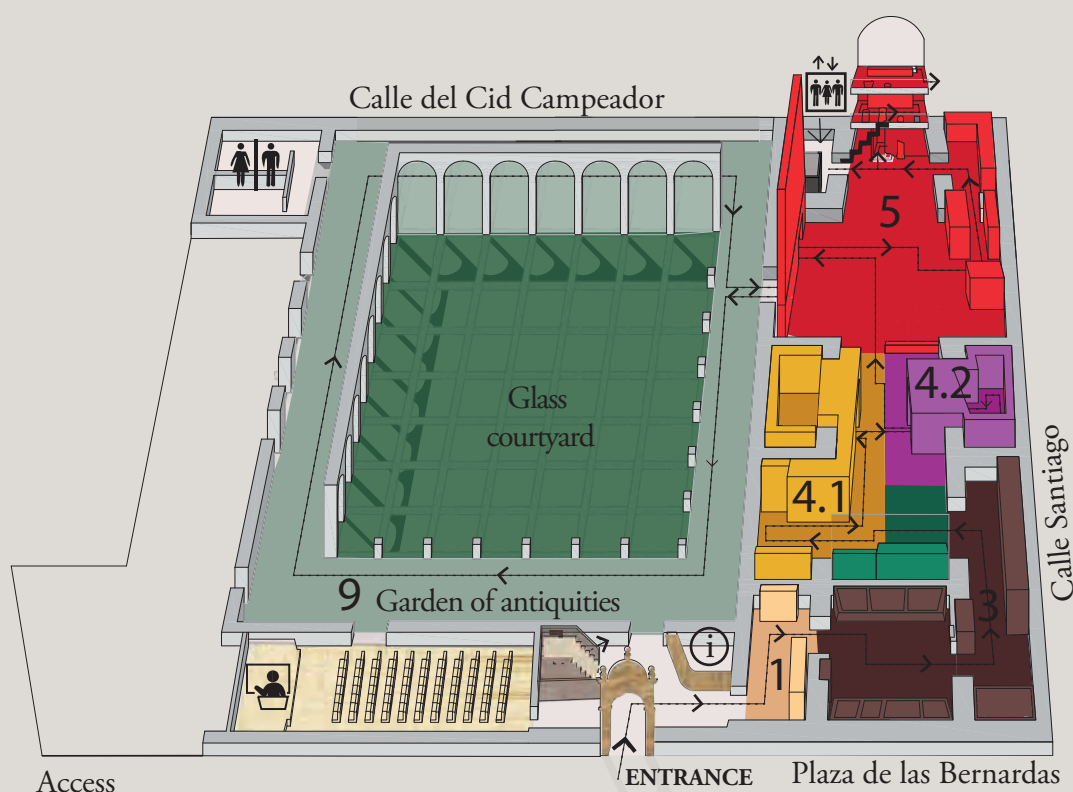 Calle del Cid Campeador
5
4.2
Glass
courtyard
4.1
Calle Santiago
9
Garden of antiquities
i
3
1
Access
ENTRANCE
Plaza de las Bernardas